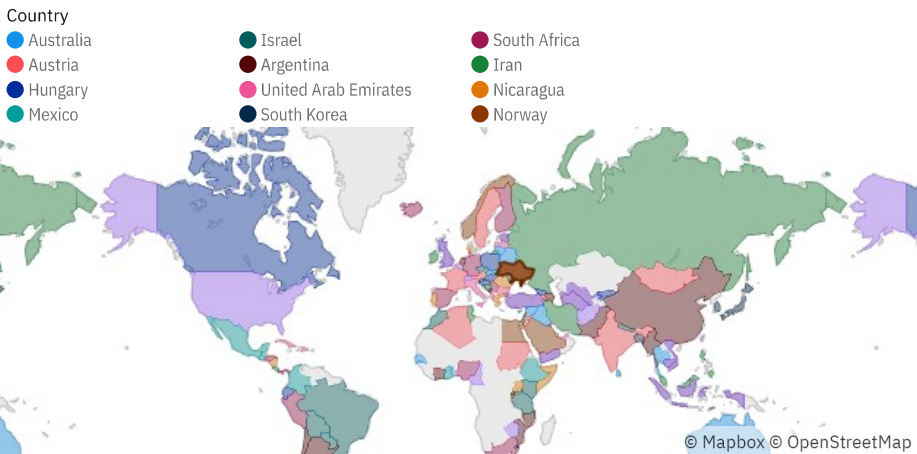 Country
Australia
Israel
South Africa
Austria
Argentina
Iran
Hungary
United Arab Emirates
Nicaragua
Mexico
South Korea
Norway
© Mapbox © OpenStreetMap